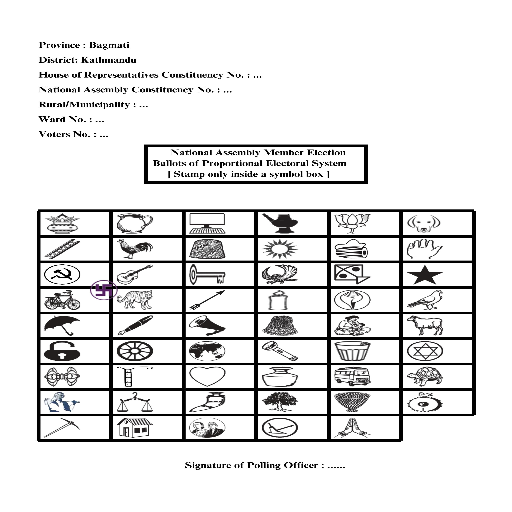 Province : Bagmati
District: Kathmandu
House of Representatives Constituency No. : ...
National Assembly Constituency No. : ...
Rural/Municipality : ...
Ward No. : ...
Voters No. : ...
National Assembly Member Election
Ballots of Proportional Electoral System
[ Stamp only inside a symbol box ]
Signature of Polling Officer : ......